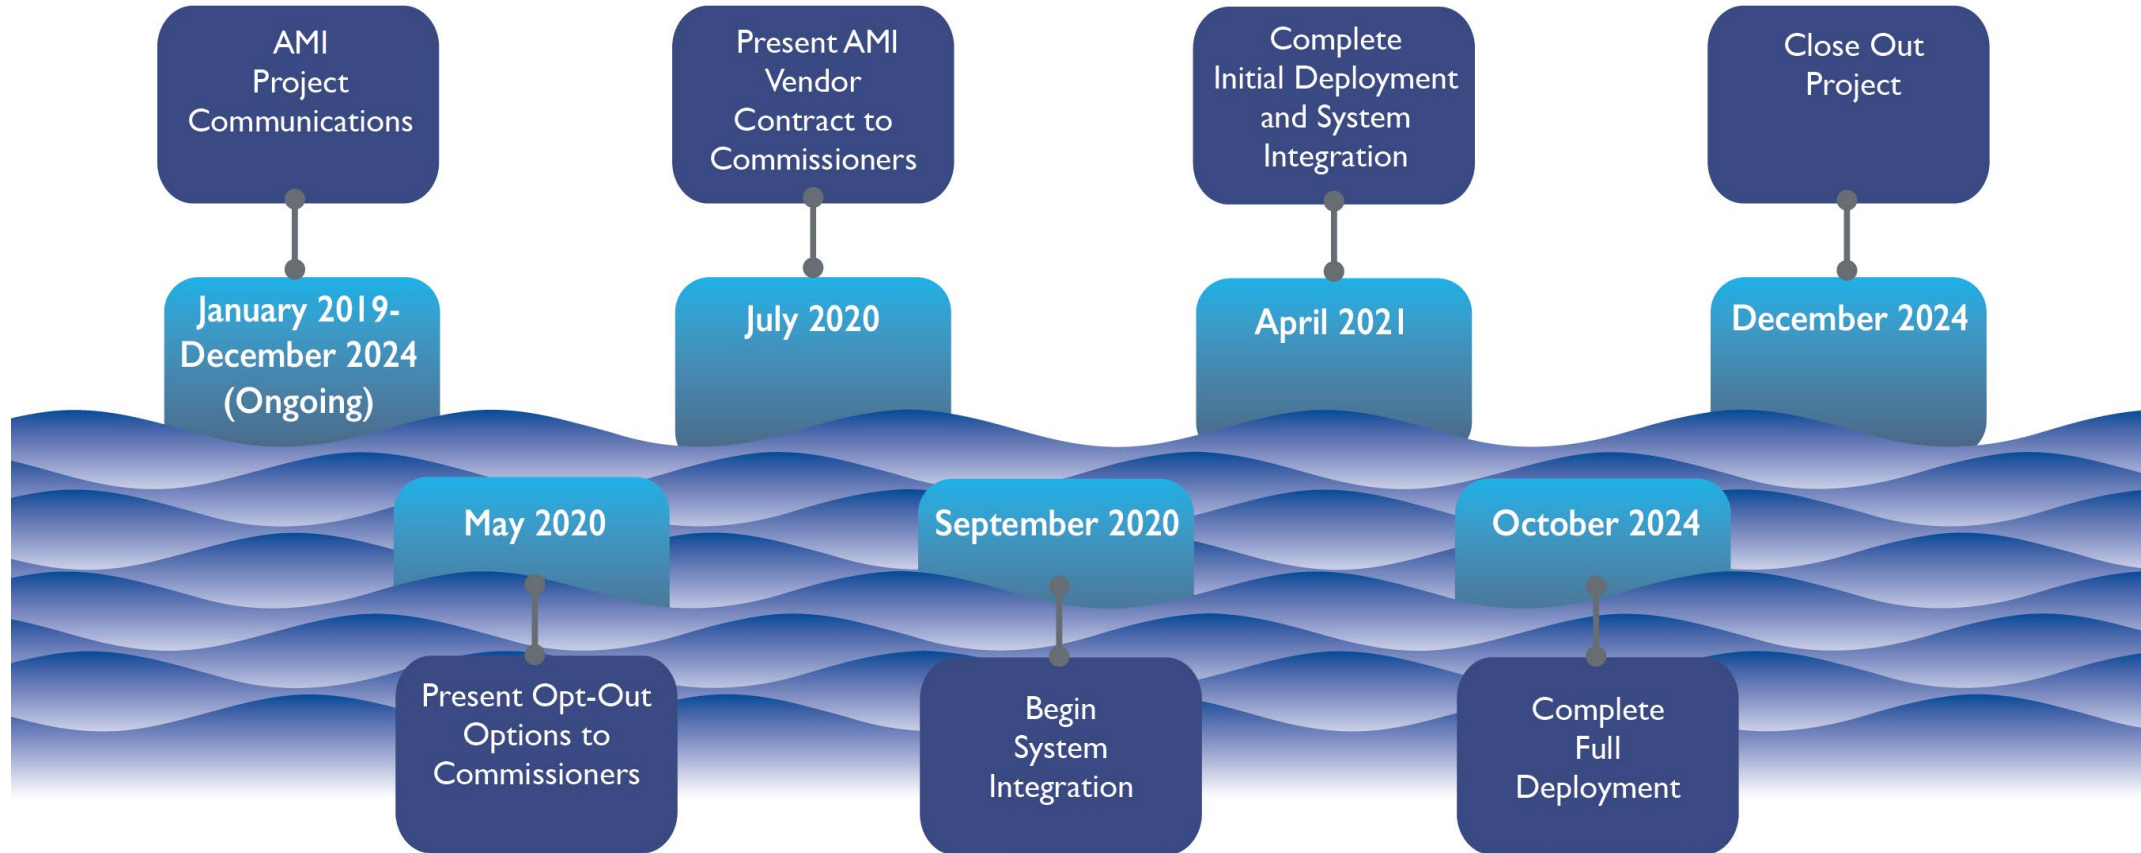 AMI
Project
Communications
January 2019-
December 2024
(Ongoing)
Present Opt-Out
Options to
Commissioners
May 2020
Present AMI
Vendor
Contract to
Commissioners
July 2020
Begin
System
Integration
September 2020
Complete
Initial Deployment
and System
Integration
April 2021
Complete
Full
Deployment
October 2024
Close Out
Project
December 2024